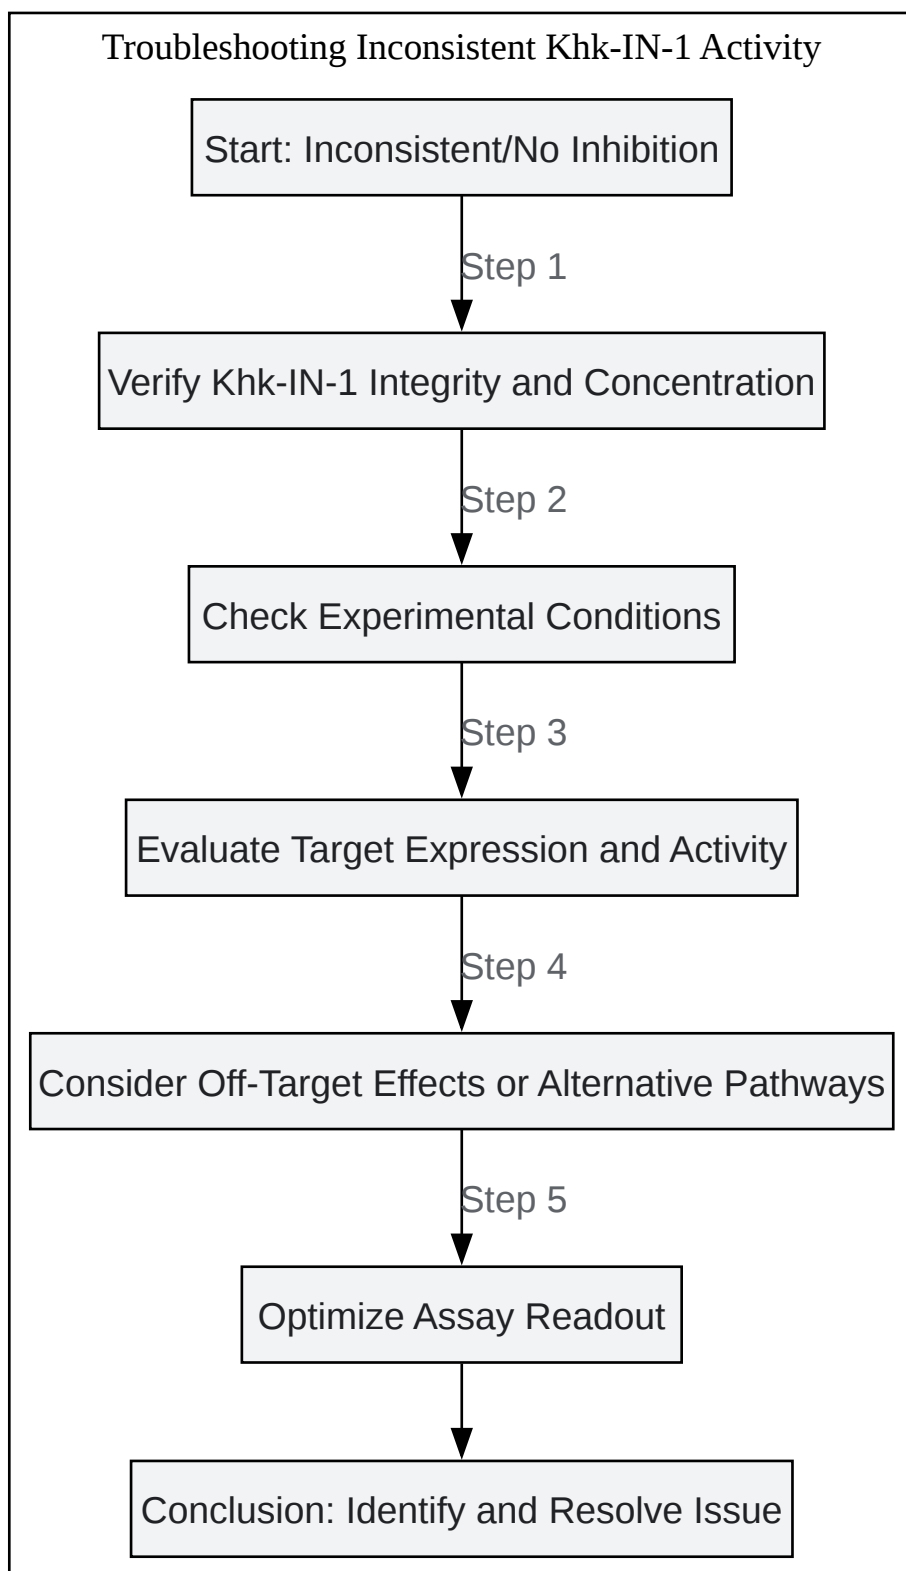 Troubleshooting Inconsistent Khk-IN-1 Activity
Start: Inconsistent/No Inhibition
Step 1
Verify Khk-IN-1 Integrity and Concentration
Step 2
Check Experimental Conditions
Step 3
Evaluate Target Expression and Activity
Step 4
Consider Off-Target Effects or Alternative Pathways
Step 5
Optimize Assay Readout
Conclusion: Identify and Resolve Issue